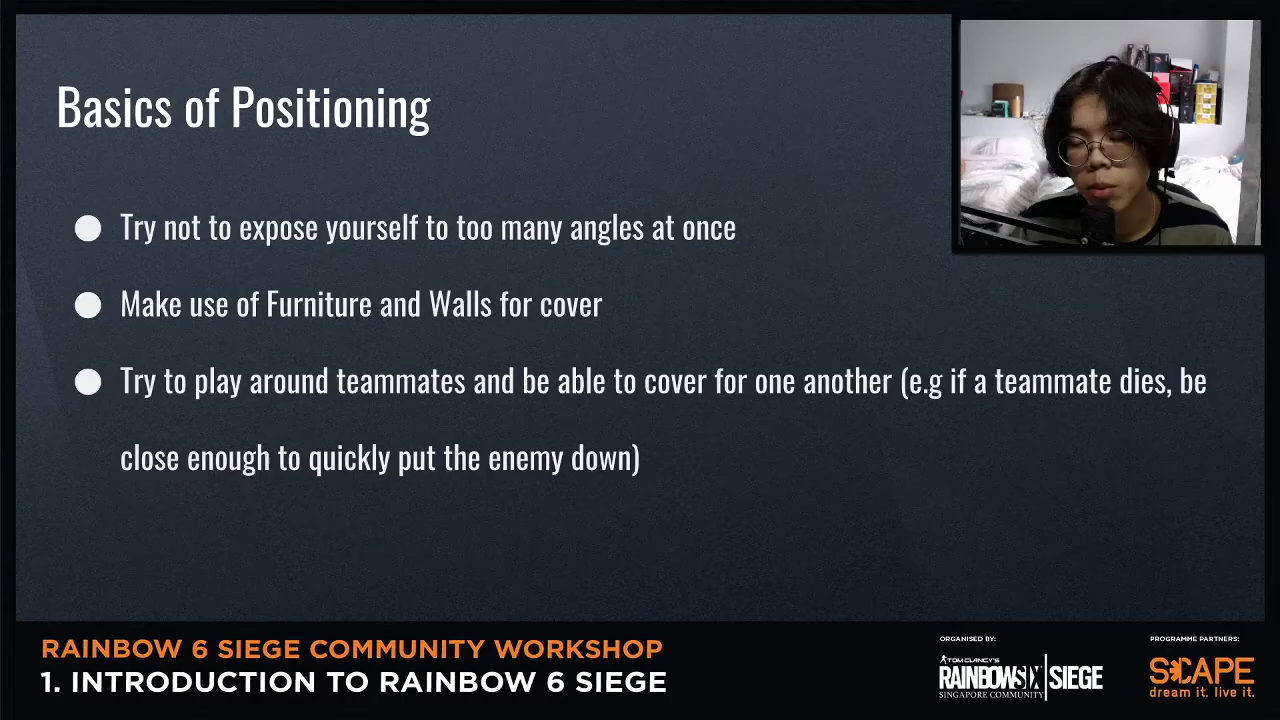 Basics of Positioning
Try not to expose yourself to too many angles at once
Make use of Furniture and Walls for cover
Try to play around teammates and be able to cover for one another (e.g if a teammate dies, be
close enough to quickly put the enemy down)
RAINBOW 6 SIEGE COMMUNITY WORKSHOP
1. INTRODUCTION TO RAINBOW 6 SIEGE
ORGANISED BY:
TOM CLANCY'S
RAINBOWSIX SIEGE
SINGAPORE COMMUNITY
PROGRAMME PARTNERS:
SCAPE
dream it. live it.